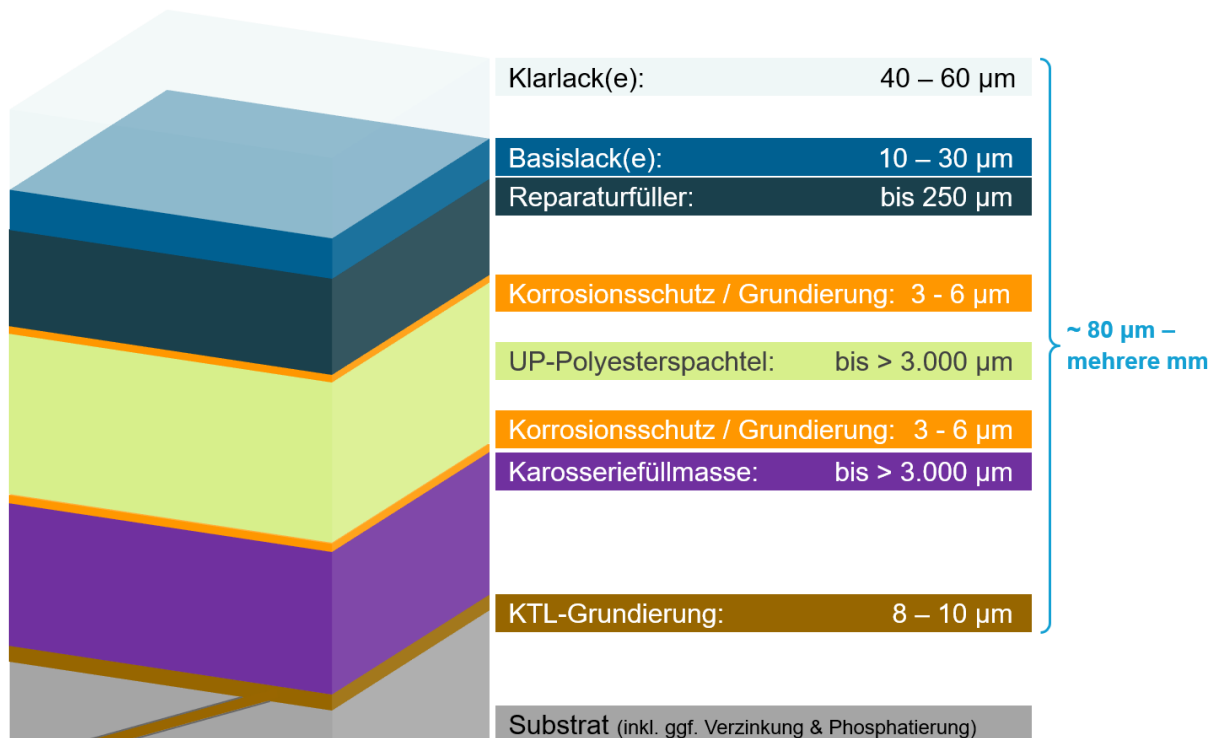 Klarlack(e): 40 – 60 µm
Basislack(e): 10 – 30 µm
Reparaturfüller: bis 250 µm
Korrosionsschutz / Grundierung: 3 - 6 µm
UP-Polyesterspachtel: bis > 3.000 µm
Korrosionsschutz / Grundierung: 3 - 6 µm
Karosseriefüllmasse: bis > 3.000 µm
KTL-Grundierung: 8 – 10 µm
Substrat (inkl. ggf. Verzinkung & Phosphatierung)
~ 80 µm –
mehrere mm